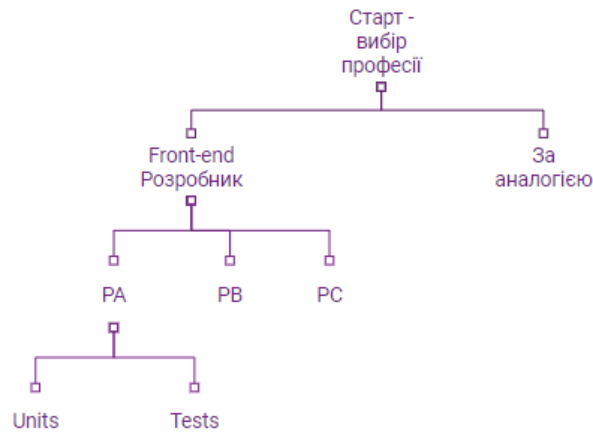 Старт -
вибір
професії
Front-end
Розробник
За
аналогією
PA
PB
PC
Units
Tests